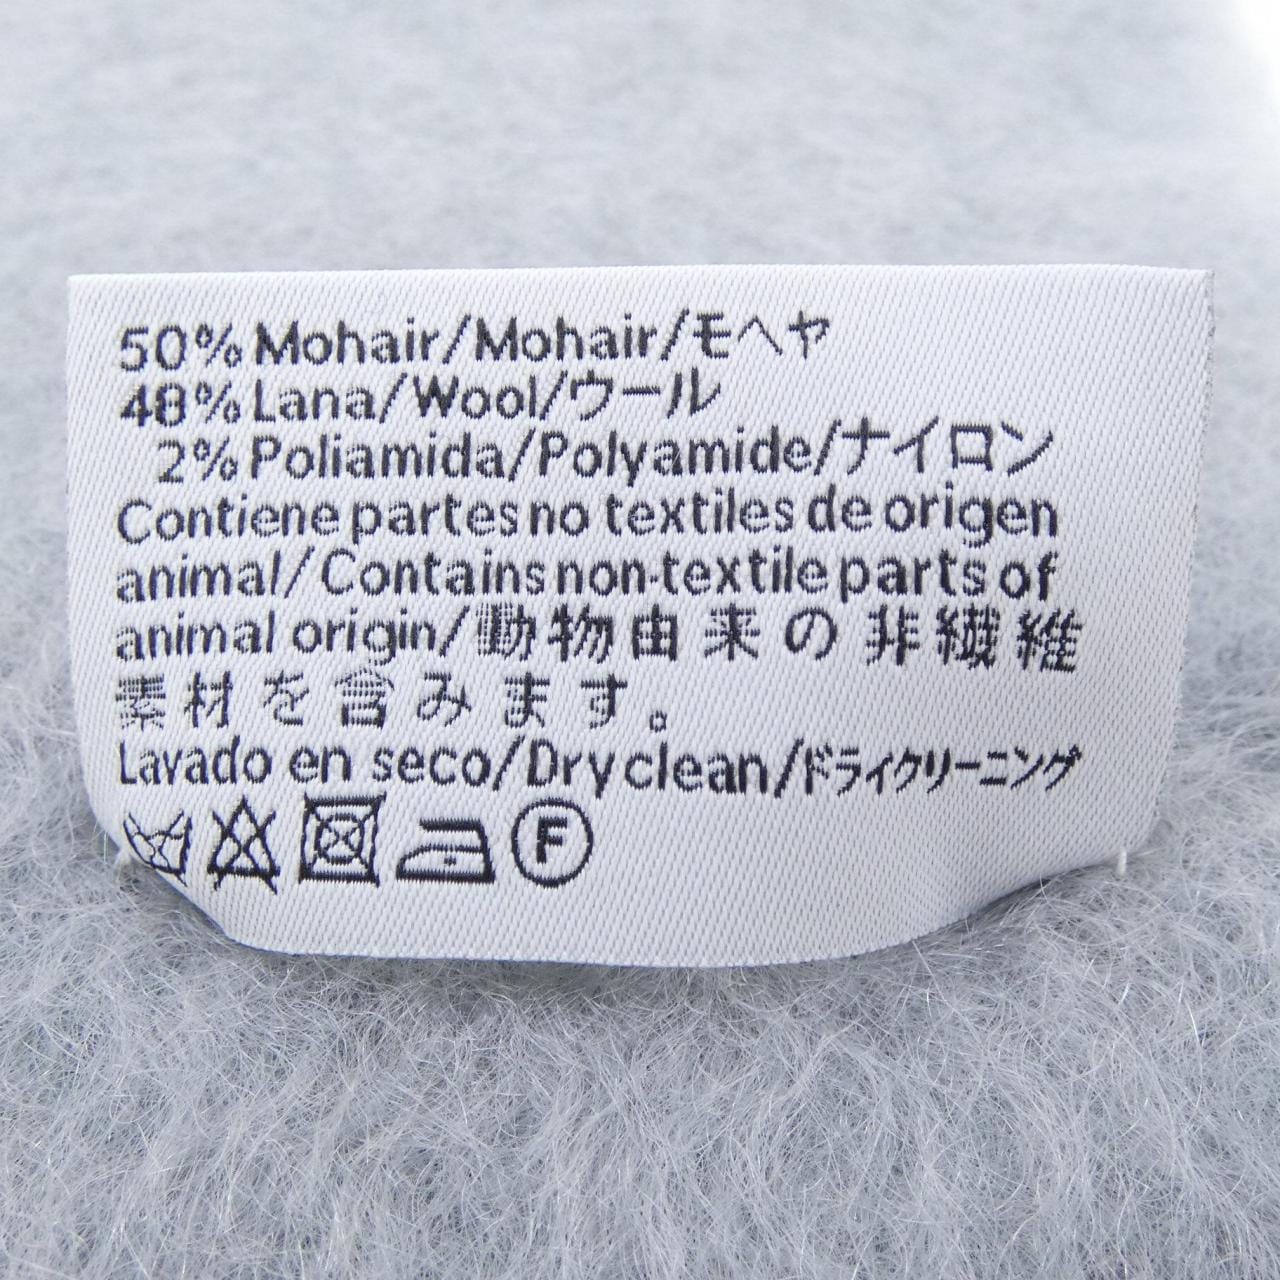 50% Mohair/Mohair/モヘヤ
48% Lana/Wool/ウール
2% Poliamida/Polyamide/ナイロン
Contiene partes no textiles de origen
animal/Contains non-textile parts of
animal origin/動物由来の非繊維
素材を含みます。
Lavado en seco/Dry clean/ドライクリーニング
F